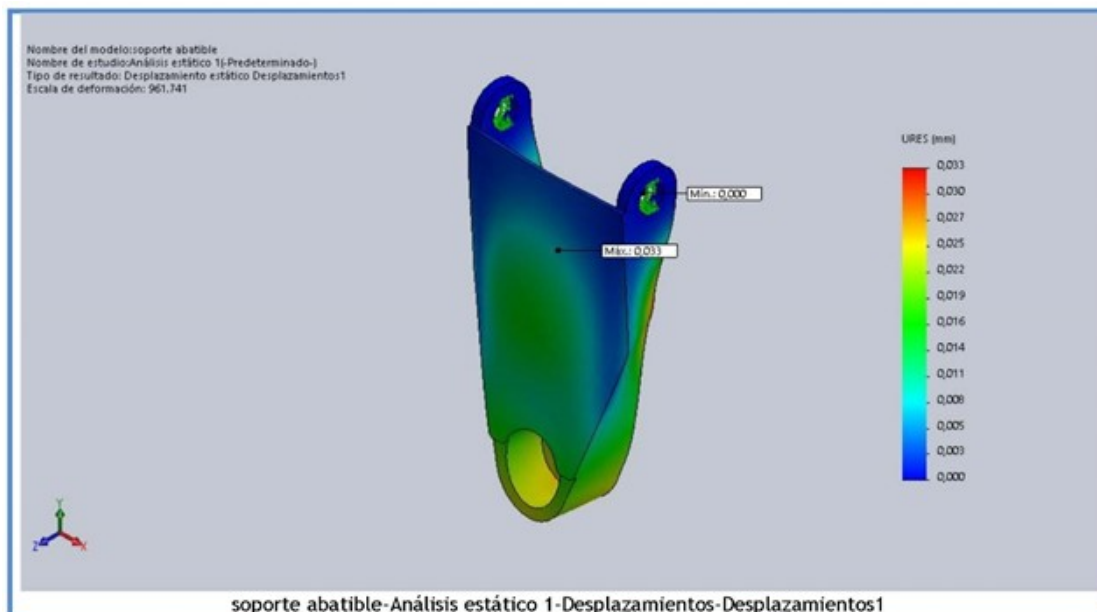 Nombre del modelo:soporte abatible
Nombre de estudio:Análisis estático 1(-Predeterminado-)
Tipo de resultado: Desplazamiento estático Desplazamientos1
Escala de deformación: 961.741
URES (mm)
0,033
0,030
0,027
0,025
0,022
0,019
0,016
0,014
0,011
0,008
0,005
0,003
0,000
Mín.: 0,000
Máx.: 0,033
Y
Z
X
soporte abatible-Análisis estático 1-Desplazamientos-Desplazamientos1